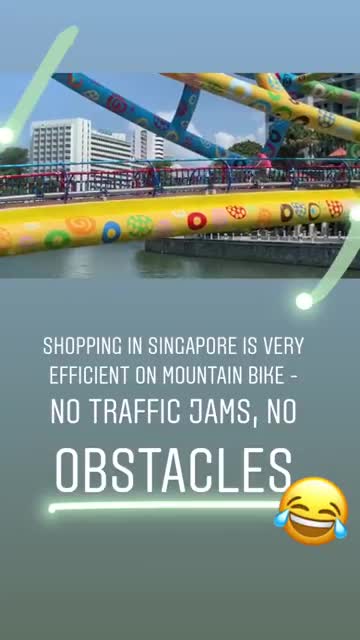 SHOPPING IN SINGAPORE IS VERY
EFFICIENT ON MOUNTAIN BIKE -
NO TRAFFIC JAMS, NO
OBSTACLES